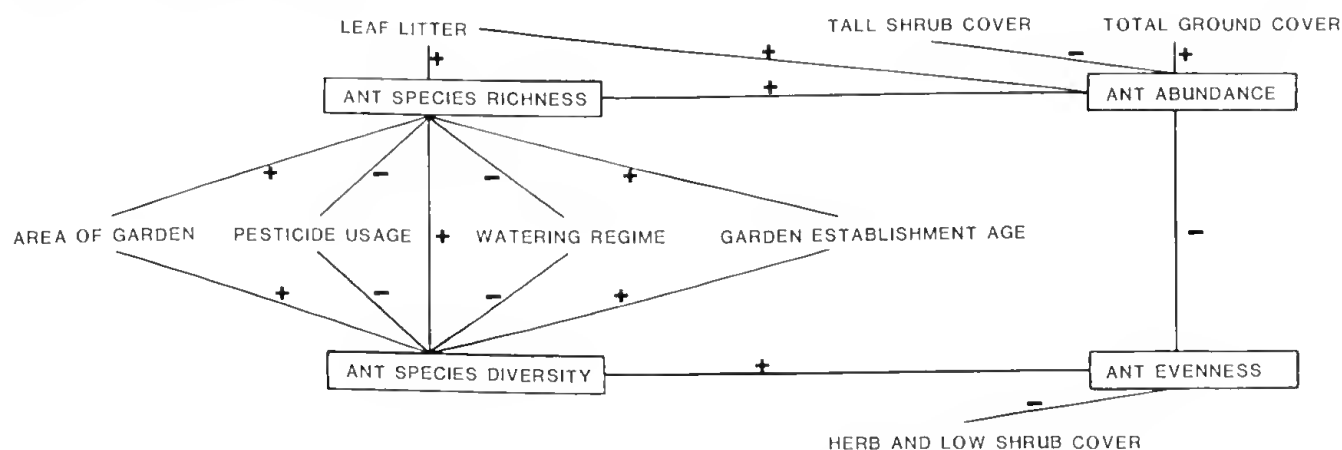 LEAF LITTER
TALL SHRUB COVER
TOTAL GROUND COVER
+
+
-
+
ANT SPECIES RICHNESS
+
ANT ABUNDANCE
+
-
-
+
AREA OF GARDEN
PESTICIDE USAGE
+
WATERING REGIME
GARDEN ESTABLISHMENT AGE
-
+
-
-
+
ANT SPECIES DIVERSITY
+
ANT EVENNESS
-
HERB AND LOW SHRUB COVER